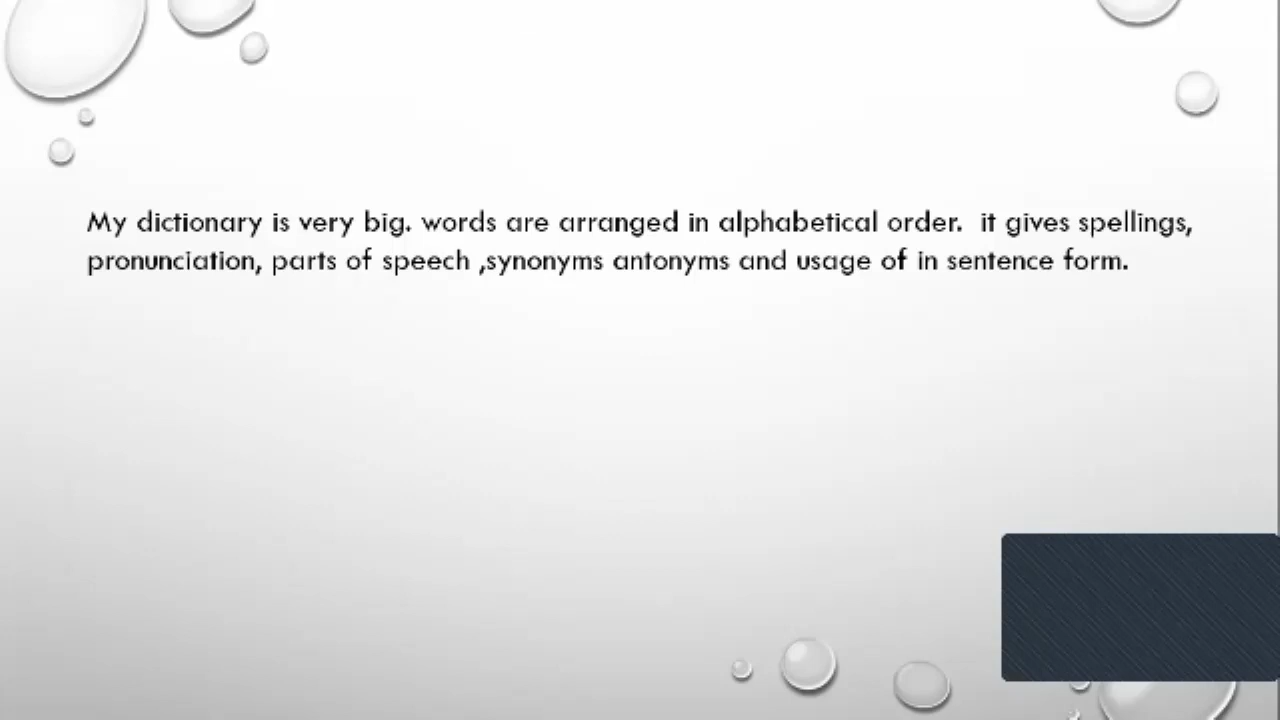 My dictionary is very big. words are arranged in alphabetical order.  it gives spellings,
pronunciation, parts of speech ,synonyms antonyms and usage of in sentence form.